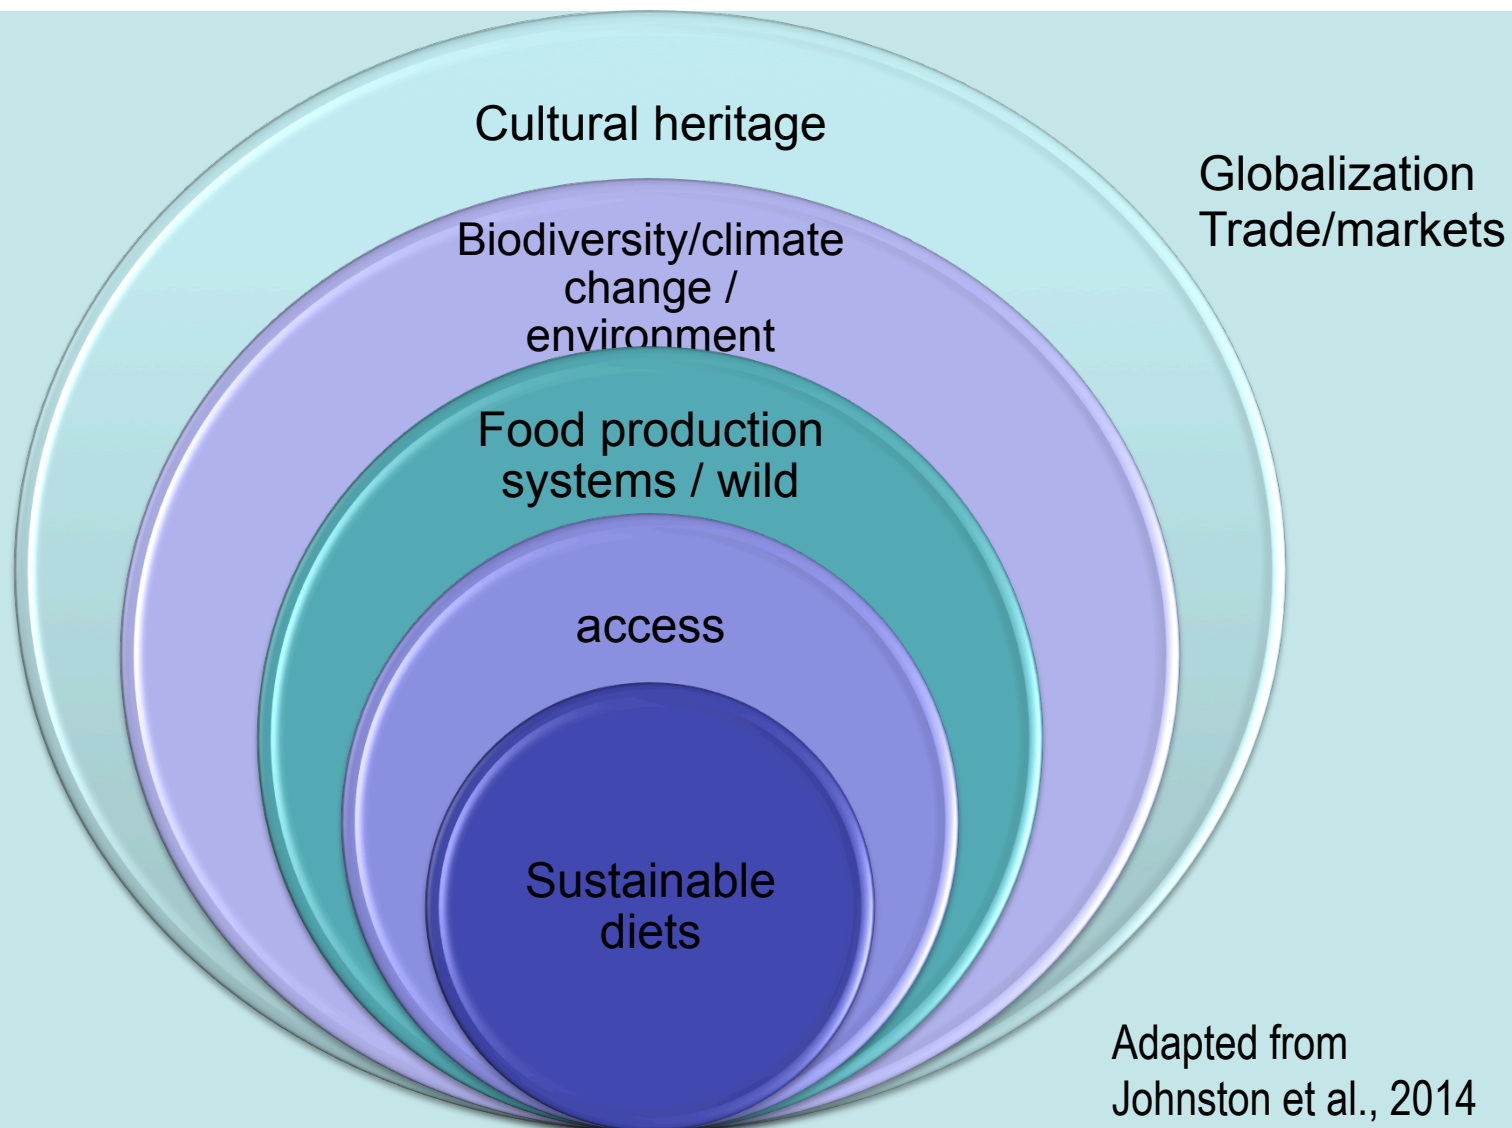 Cultural heritage
Globalization
Trade/markets
Biodiversity/climate
change /
environment
Food production
systems / wild
access
Sustainable
diets
Adapted from
Johnston et al., 2014